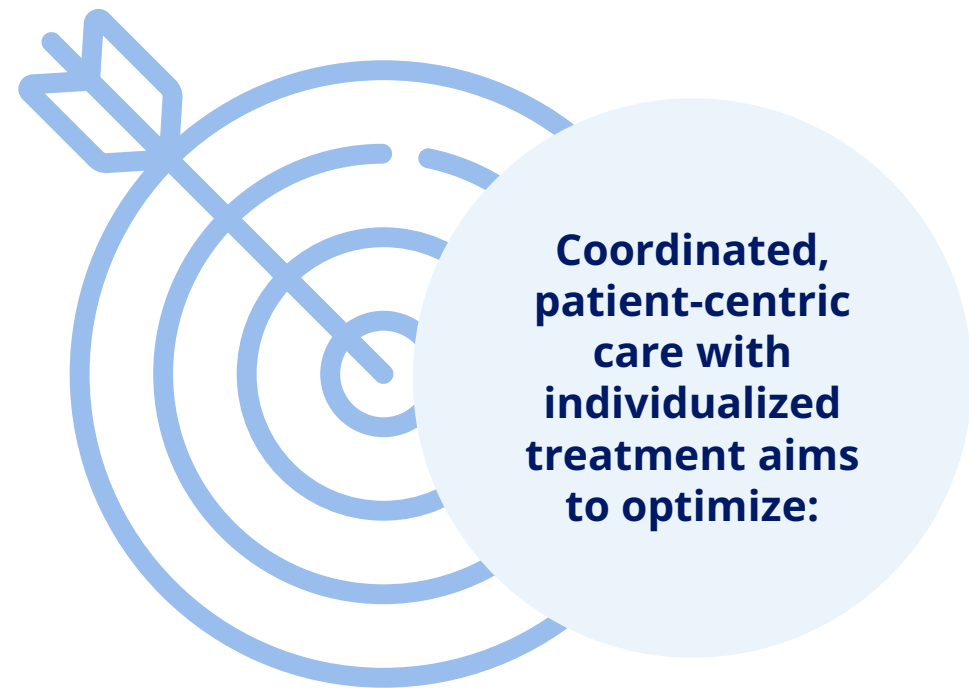 Coordinated,
patient-centric
care with
individualized
treatment aims
to optimize: